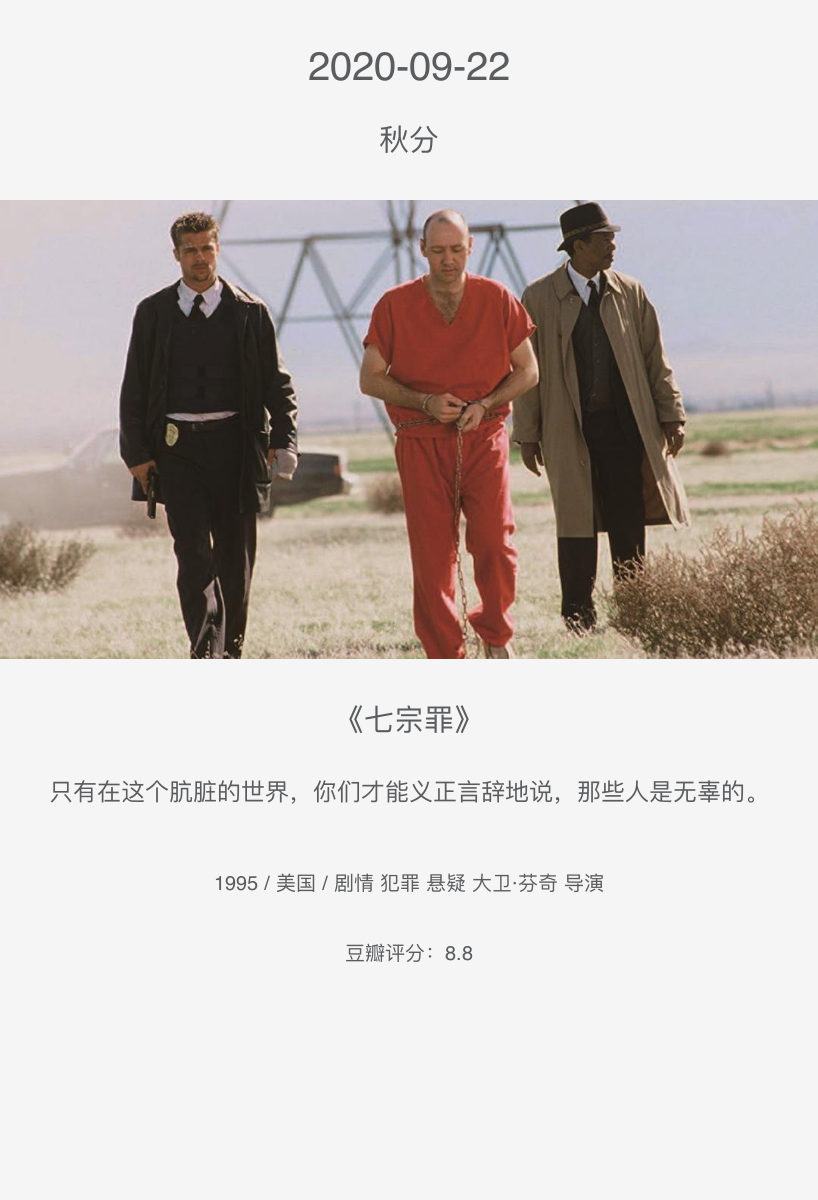 2020-09-22
秋分
《七宗罪》
只有在这个肮脏的世界，你们才能义正言辞地说，那些人是无辜的。
1995 / 美国 / 剧情 犯罪 悬疑 大卫·芬奇 导演
豆瓣评分：8.8